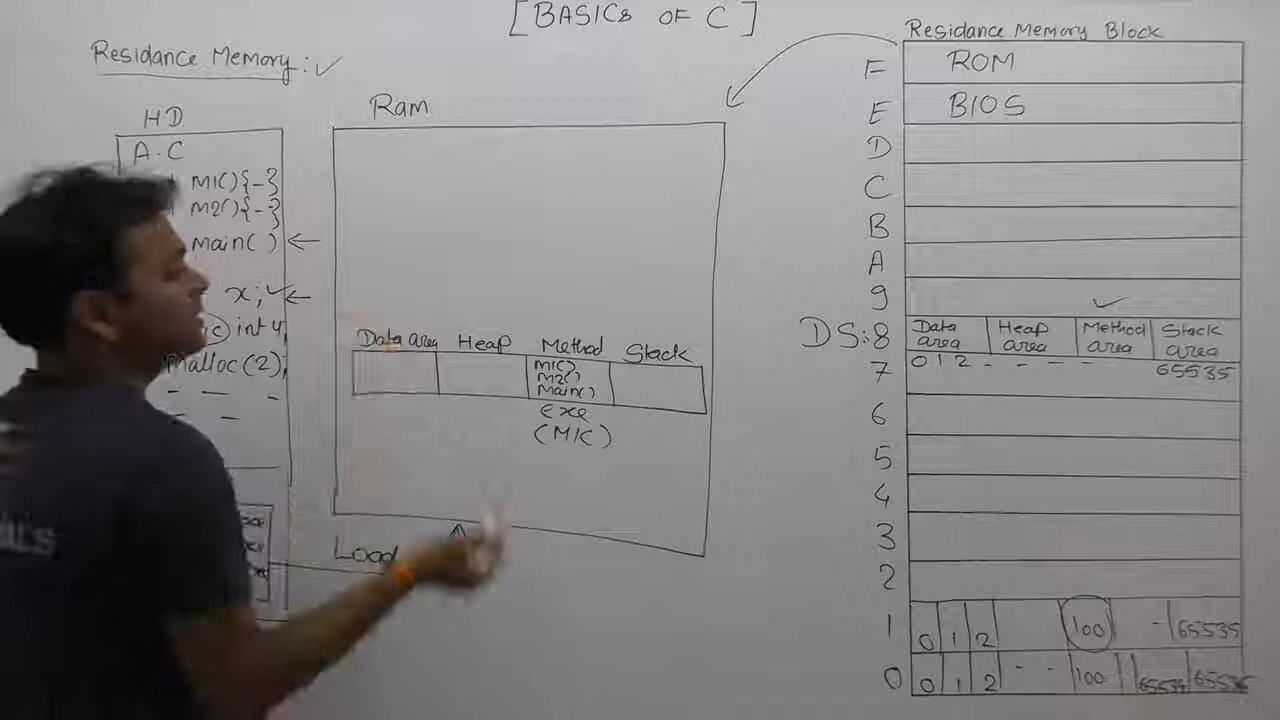 [BASICs OF C]
Residance Memory:
HD
A.C
M1(){-}
M2(){-}
main( )
x;
c) int y,
malloc(2),
Ram
Data area Heap Method Stack
M1()
M2()
Main()
exe
(M/C)
Load
Residance Memory Block
F ROM
E BIOS
D
C
B
A
9
DS:8 Data area Heap area Method area Stack area
7 0 1 2 - - - - 65535
6
5
4
3
2
1 0 1 2 100 - 65535
0 0 1 2 - - 100 65534 65535